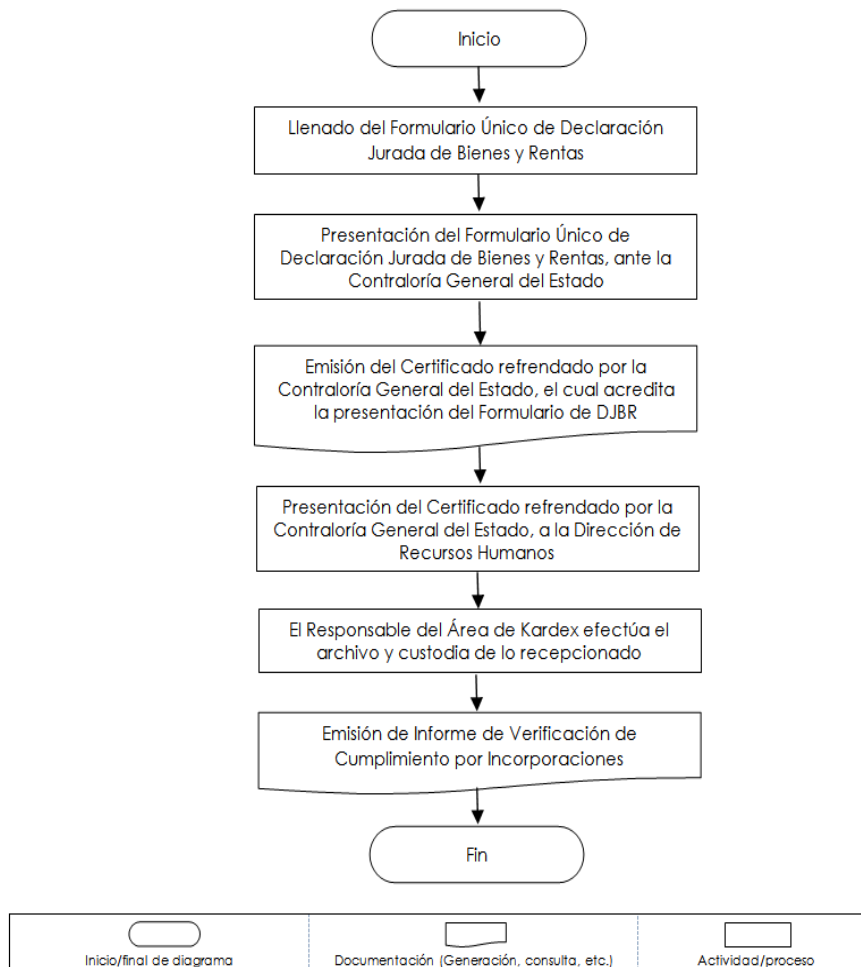 Inicio
Llenado del Formulario Único de Declaración
Jurada de Bienes y Rentas
Presentación del Formulario Único de
Declaración Jurada de Bienes y Rentas, ante la
Contraloría General del Estado
Emisión del Certificado refrendado por la
Contraloría General del Estado, el cual acredita
la presentación del Formulario de DJBR
Presentación del Certificado refrendado por la
Contraloría General del Estado, a la Dirección de
Recursos Humanos
El Responsable del Área de Kardex efectúa el
archivo y custodia de lo recepcionado
Emisión de Informe de Verificación de
Cumplimiento por Incorporaciones
Fin
Inicio/final de diagrama
Documentación (Generación, consulta, etc.)
Actividad/proceso